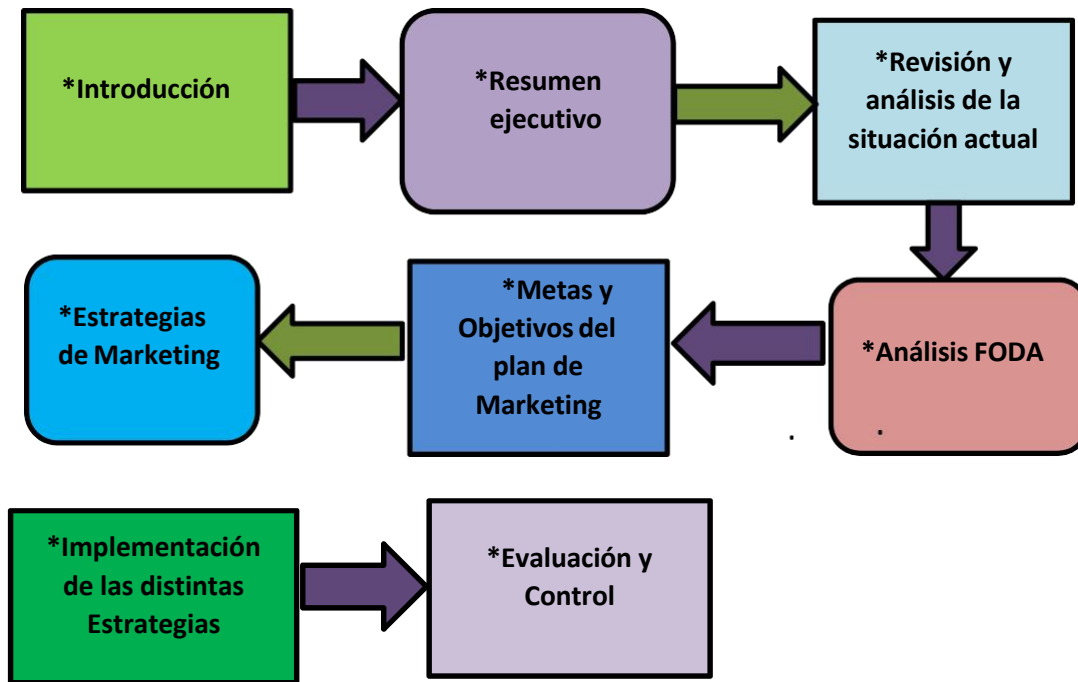 *Introducción
*Resumen
ejecutivo
*Revisión y
análisis de la
situación actual
*Análisis FODA
.
.
*Metas y
Objetivos del
plan de
Marketing
*Estrategias
de Marketing
*Implementación
de las distintas
Estrategias
*Evaluación y
Control